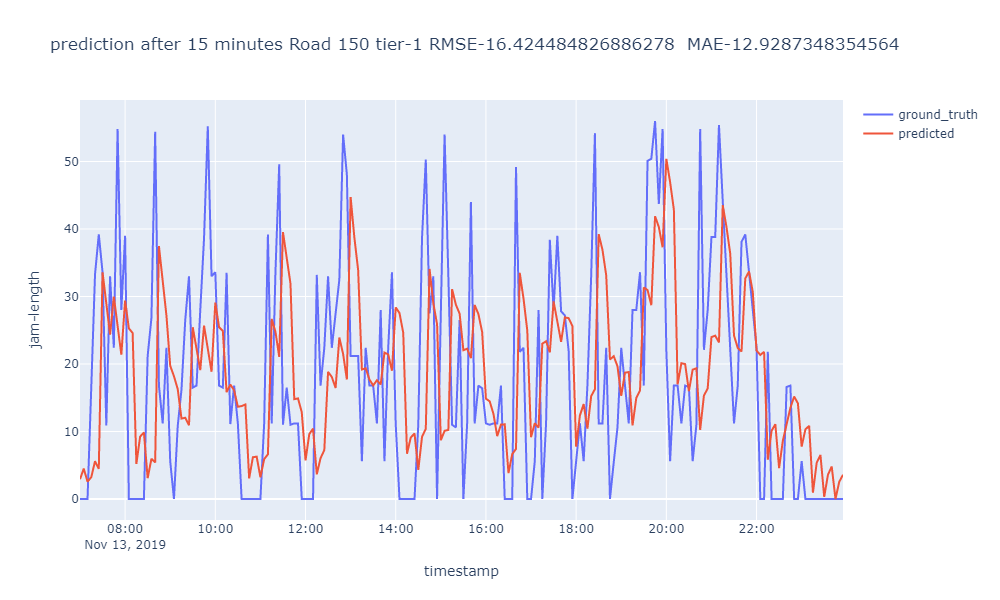 prediction after 15 minutes Road 150 tier-1 RMSE-16.424484826886278  MAE-12.9287348354564
ground_truth
predicted
jam-length
50
40
30
20
10
0
08:00 10:00 12:00 14:00 16:00 18:00 20:00 22:00
Nov 13, 2019
timestamp